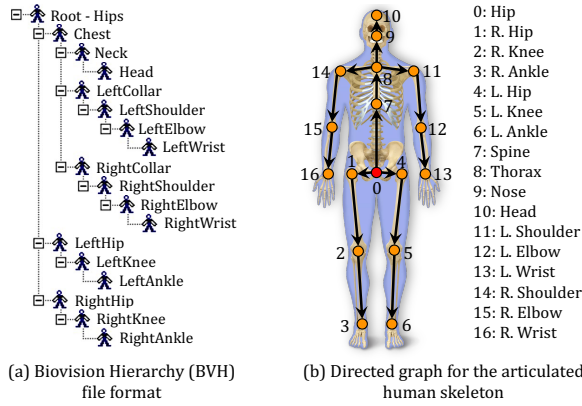 Root - Hips
Chest
Neck
Head
LeftCollar
LeftShoulder
LeftElbow
LeftWrist
RightCollar
RightShoulder
RightElbow
RightWrist
LeftHip
LeftKnee
LeftAnkle
RightHip
RightKnee
RightAnkle
(a) Biovision Hierarchy (BVH)
file format
10
9
14
8
11
7
15
12
16
1
4
13
0
2
5
3
6
(b) Directed graph for the articulated
human skeleton
0: Hip
1: R. Hip
2: R. Knee
3: R. Ankle
4: L. Hip
5: L. Knee
6: L. Ankle
7: Spine
8: Thorax
9: Nose
10: Head
11: L. Shoulder
12: L. Elbow
13: L. Wrist
14: R. Shoulder
15: R. Elbow
16: R. Wrist